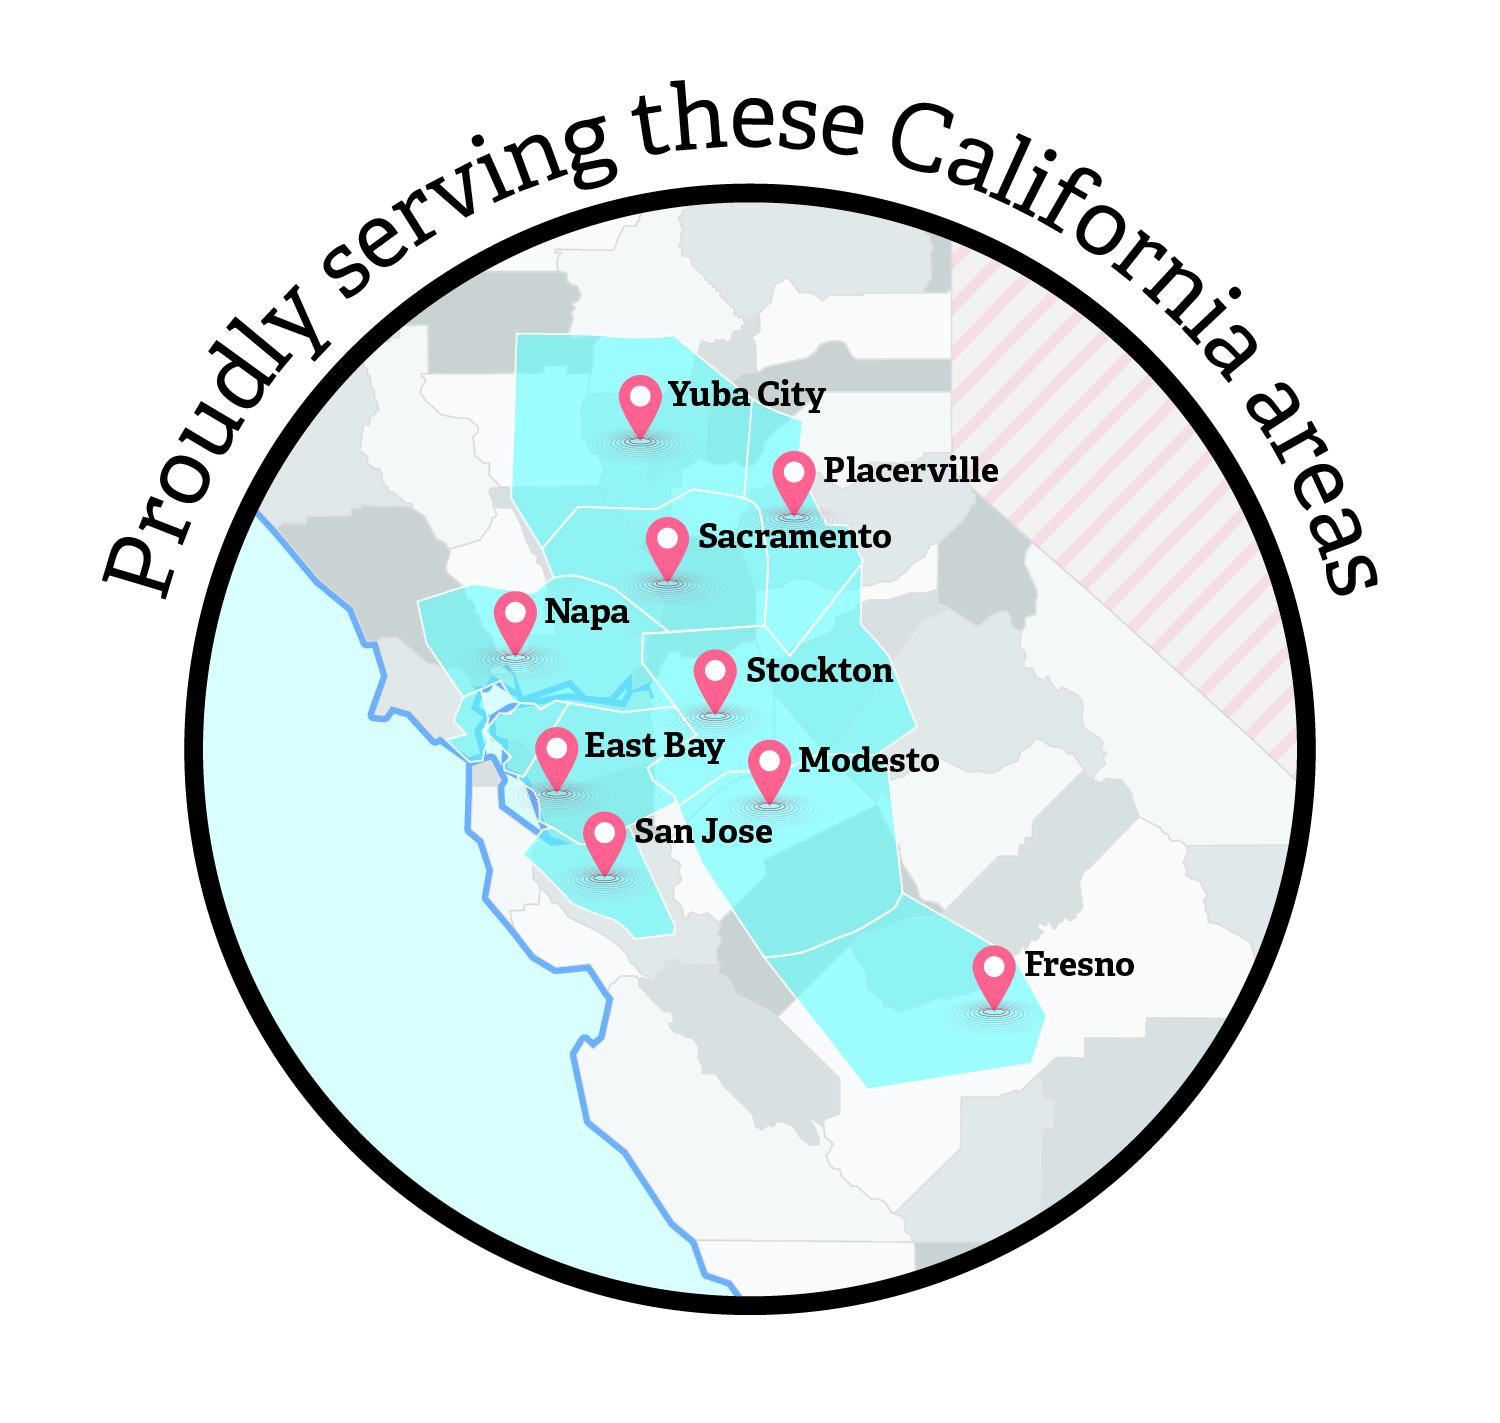 Proudly serving these California areas
Yuba City
Placerville
Sacramento
Napa
Stockton
East Bay
Modesto
San Jose
Fresno